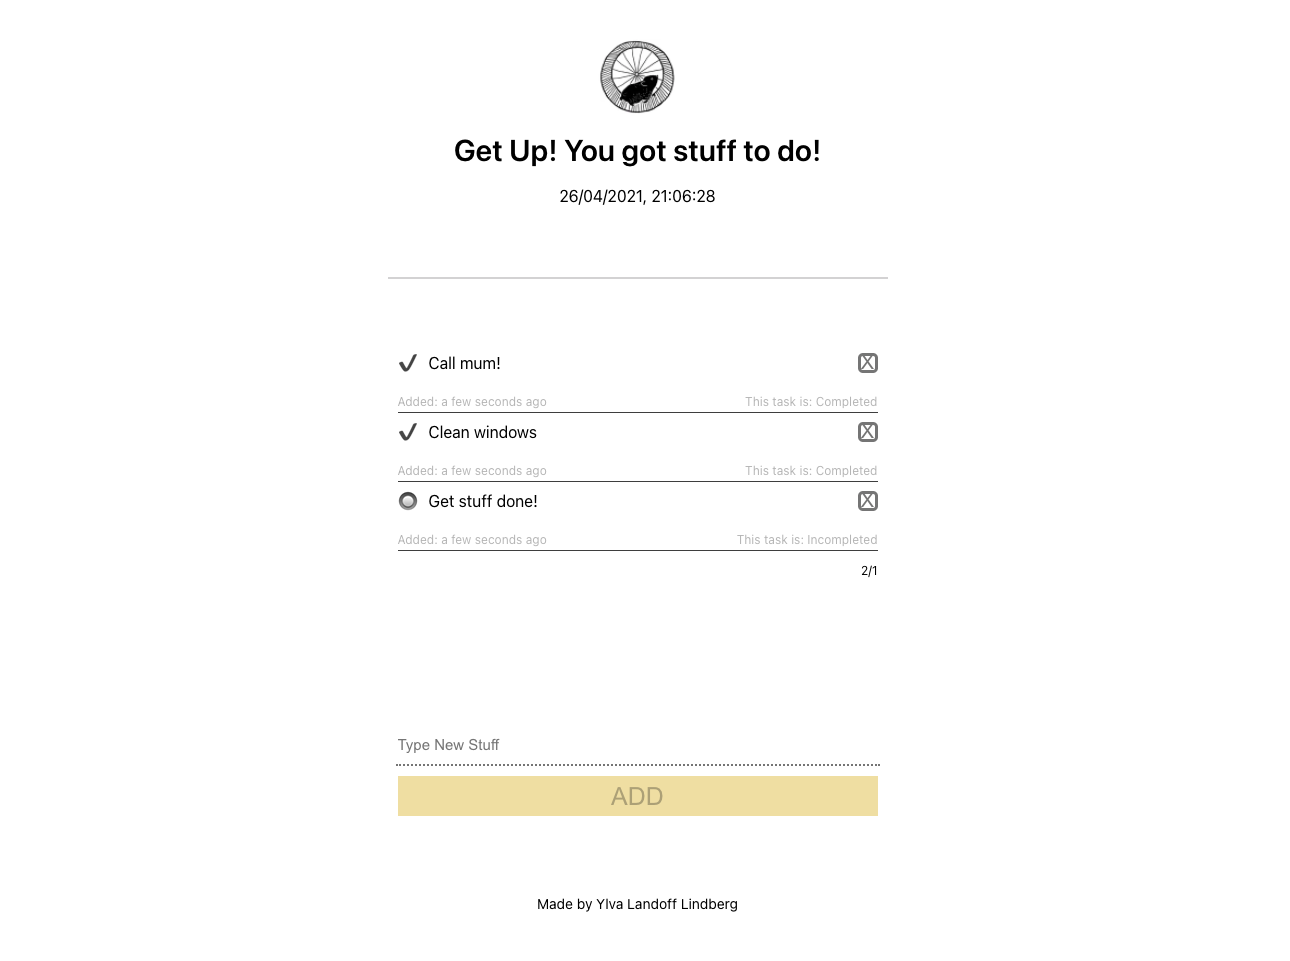 Get Up! You got stuff to do!
26/04/2021, 21:06:28
Call mum!
X
Added: a few seconds ago This task is: Completed
Clean windows
X
Added: a few seconds ago This task is: Completed
Get stuff done!
X
Added: a few seconds ago This task is: Incompleted
2/1
Type New Stuff
ADD
Made by Ylva Landoff Lindberg